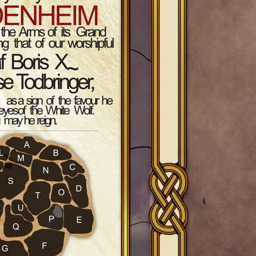 DENHEIM
the Arms of its Grand
ng that of our worshipful
f Boris X...
se Todbringer,
as a sign of the favour he
eyes of the White Wolf.
may he reign.
A
B
L
M
N
C
S
T
O
D
U
Q
P
E
G
F